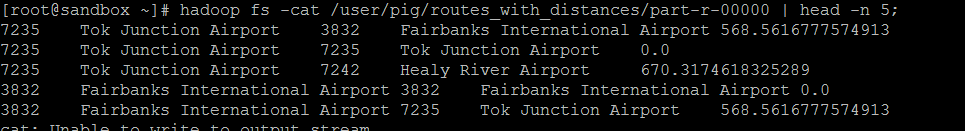 [root@sandbox ~]# hadoop fs -cat /user/pig/routes_with_distances/part-r-00000 | head -n 5;
7235 Tok Junction Airport 3832 Fairbanks International Airport 568.5616777574913
7235 Tok Junction Airport 7235 Tok Junction Airport 0.0
7235 Tok Junction Airport 7242 Healy River Airport 670.3174618325289
3832 Fairbanks International Airport 3832 Fairbanks International Airport 0.0
3832 Fairbanks International Airport 7235 Tok Junction Airport 568.5616777574913
cat: Unable to write to output stream